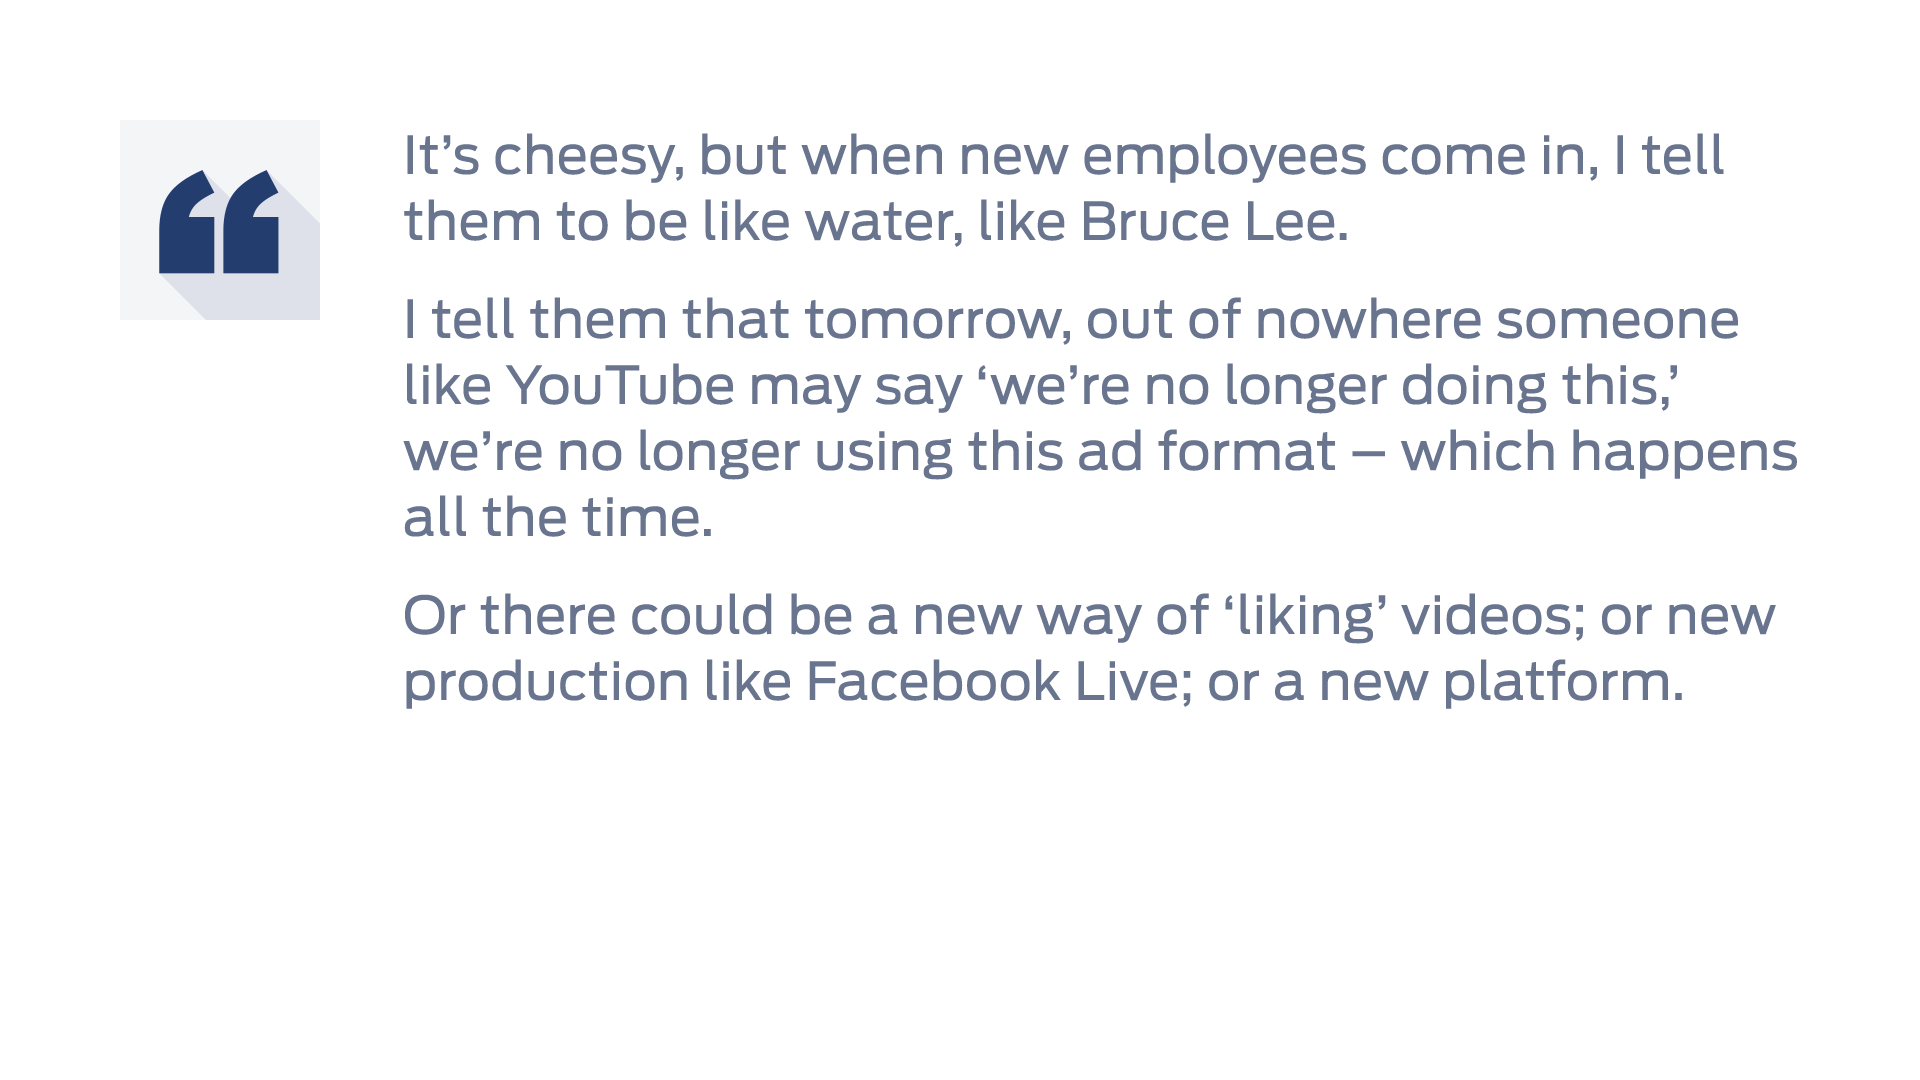 It’s cheesy, but when new employees come in, I tell
them to be like water, like Bruce Lee.
I tell them that tomorrow, out of nowhere someone
like YouTube may say ‘we’re no longer doing this,’
we’re no longer using this ad format – which happens
all the time.
Or there could be a new way of ‘liking’ videos; or new
production like Facebook Live; or a new platform.